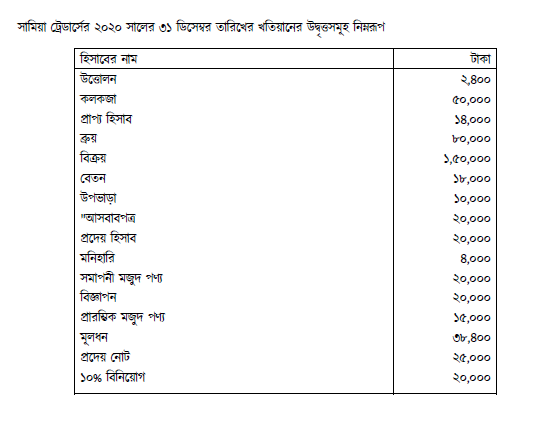 সামিয়া ট্রেডার্সের ২০২০ সালের ৩১ ডিসেম্বর তারিখের খতিয়ানের উদ্বৃত্তসমূহ নিম্নরূপ
হিসাবের নাম টাকা
উত্তোলন ২,৪০০
কলকজা ৫০,০০০
প্রাপ্য হিসাব ১৪,০০০
ক্রয় ৮০,০০০
বিক্রয় ১,৫০,০০০
বেতন ১৮,০০০
উপভাড়া ১০,০০০
"আসবাবপত্র ২০,০০০
প্রদেয় হিসাব ২০,০০০
মনিহারি ৪,০০০
সমাপনী মজুদ পণ্য ২০,০০০
বিজ্ঞাপন ২০,০০০
প্রারম্ভিক মজুদ পণ্য ১৫,০০০
মূলধন ৩৮,৪০০
প্রদেয় নোট ২৫,০০০
১০% বিনিয়োগ ২০,০০০